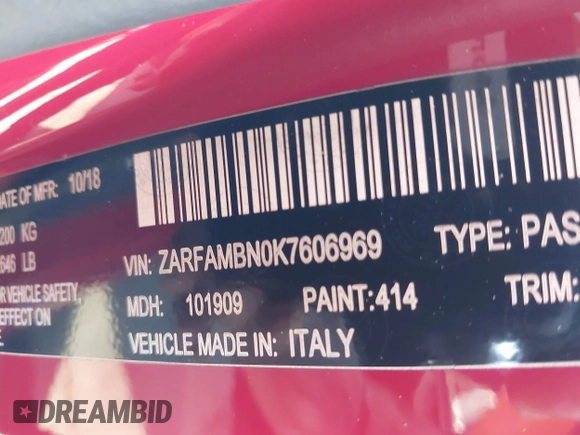 DATE OF MFR: 10/18
200 KG
646 LB
VIN: ZARFAMBN0K7606969 TYPE: PAS
OR VEHICLE SAFETY,
EFFECT ON
MDH: 101909 PAINT:414 TRIM:
VEHICLE MADE IN: ITALY
DREAMBID